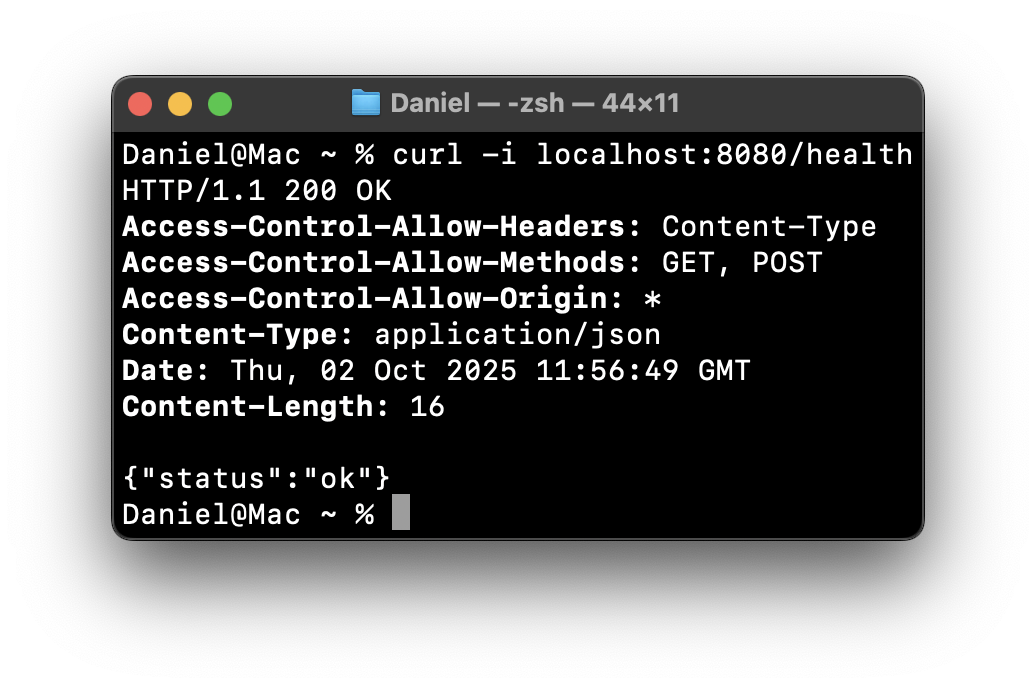 Daniel — -zsh — 44×11
Daniel@Mac ~ % curl -i localhost:8080/health
HTTP/1.1 200 OK
Access-Control-Allow-Headers: Content-Type
Access-Control-Allow-Methods: GET, POST
Access-Control-Allow-Origin: *
Content-Type: application/json
Date: Thu, 02 Oct 2025 11:56:49 GMT
Content-Length: 16

{"status":"ok"}
Daniel@Mac ~ %